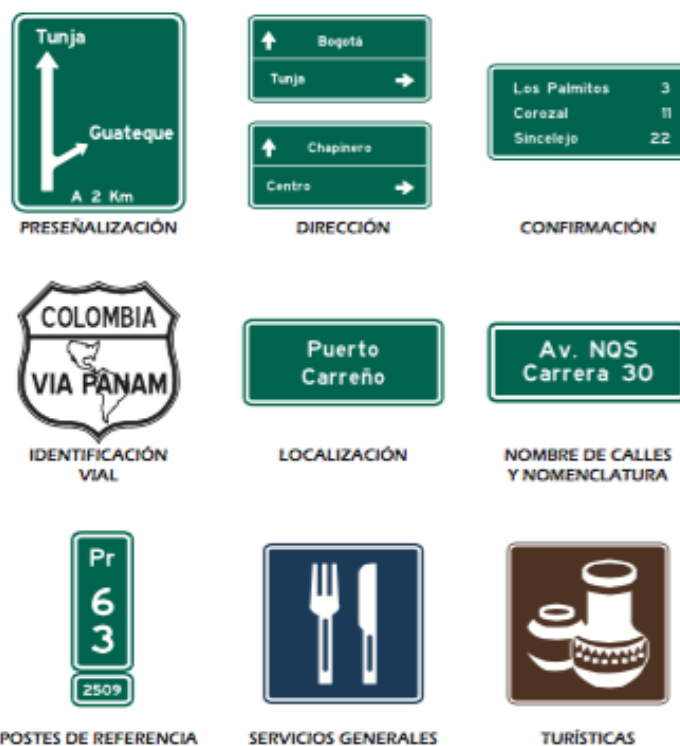 Tunja
Guateque
A 2 Km
PRESEÑALIZACIÓN
Bogotá
Tunja
Chapinero
Centro
DIRECCIÓN
Los Palmitos 3
Corozal 11
Sincelejo 22
CONFIRMACIÓN
COLOMBIA
VIA PANAM
IDENTIFICACIÓN
VIAL
Puerto
Carreño
LOCALIZACIÓN
Av. NQS
Carrera 30
NOMBRE DE CALLES
Y NOMENCLATURA
Pr
6
3
2509
POSTES DE REFERENCIA
SERVICIOS GENERALES
TURÍSTICAS